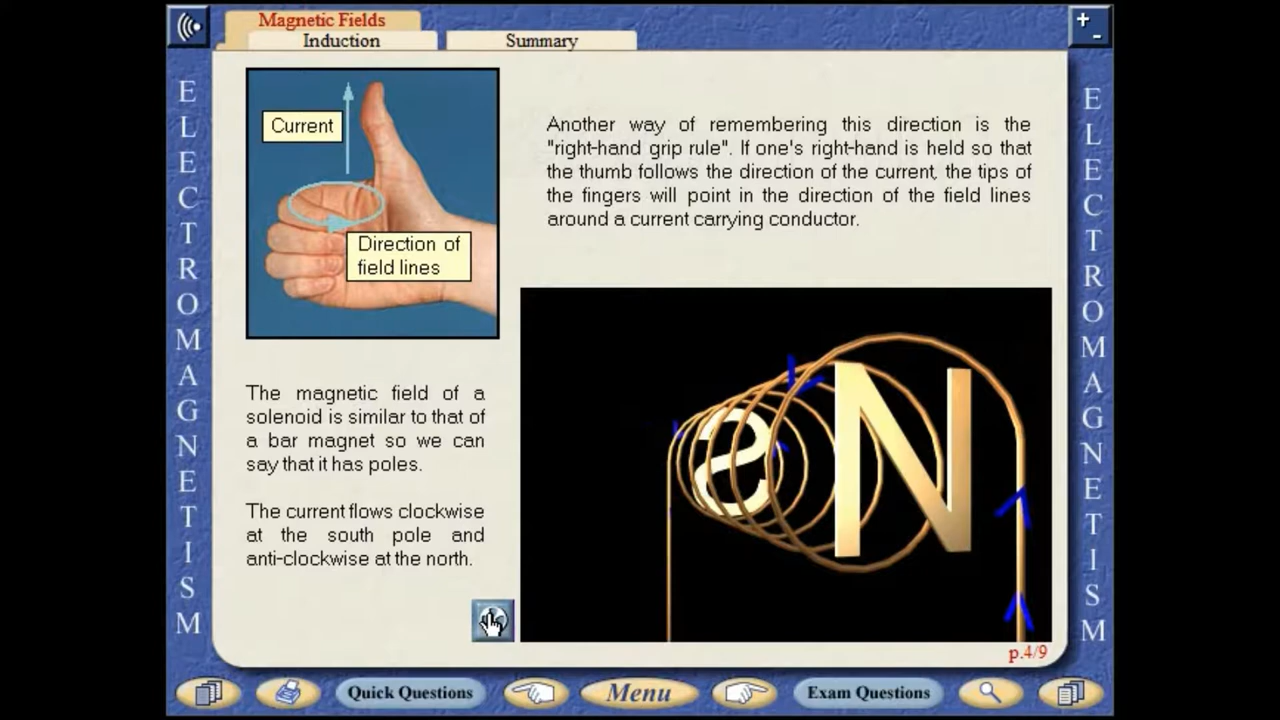 Magnetic Fields
Induction
Summary
+
-
ELECTROMAGNETISM
Current
Direction of
field lines
Another way of remembering this direction is the
"right-hand grip rule". If one's right-hand is held so that
the thumb follows the direction of the current, the tips of
the fingers will point in the direction of the field lines
around a current carrying conductor.
The magnetic field of a
solenoid is similar to that of
a bar magnet so we can
say that it has poles.
The current flows clockwise
at the south pole and
anti-clockwise at the north.
S
N
ELECTROMAGNETISM
p.4/9
Quick Questions
Menu
Exam Questions